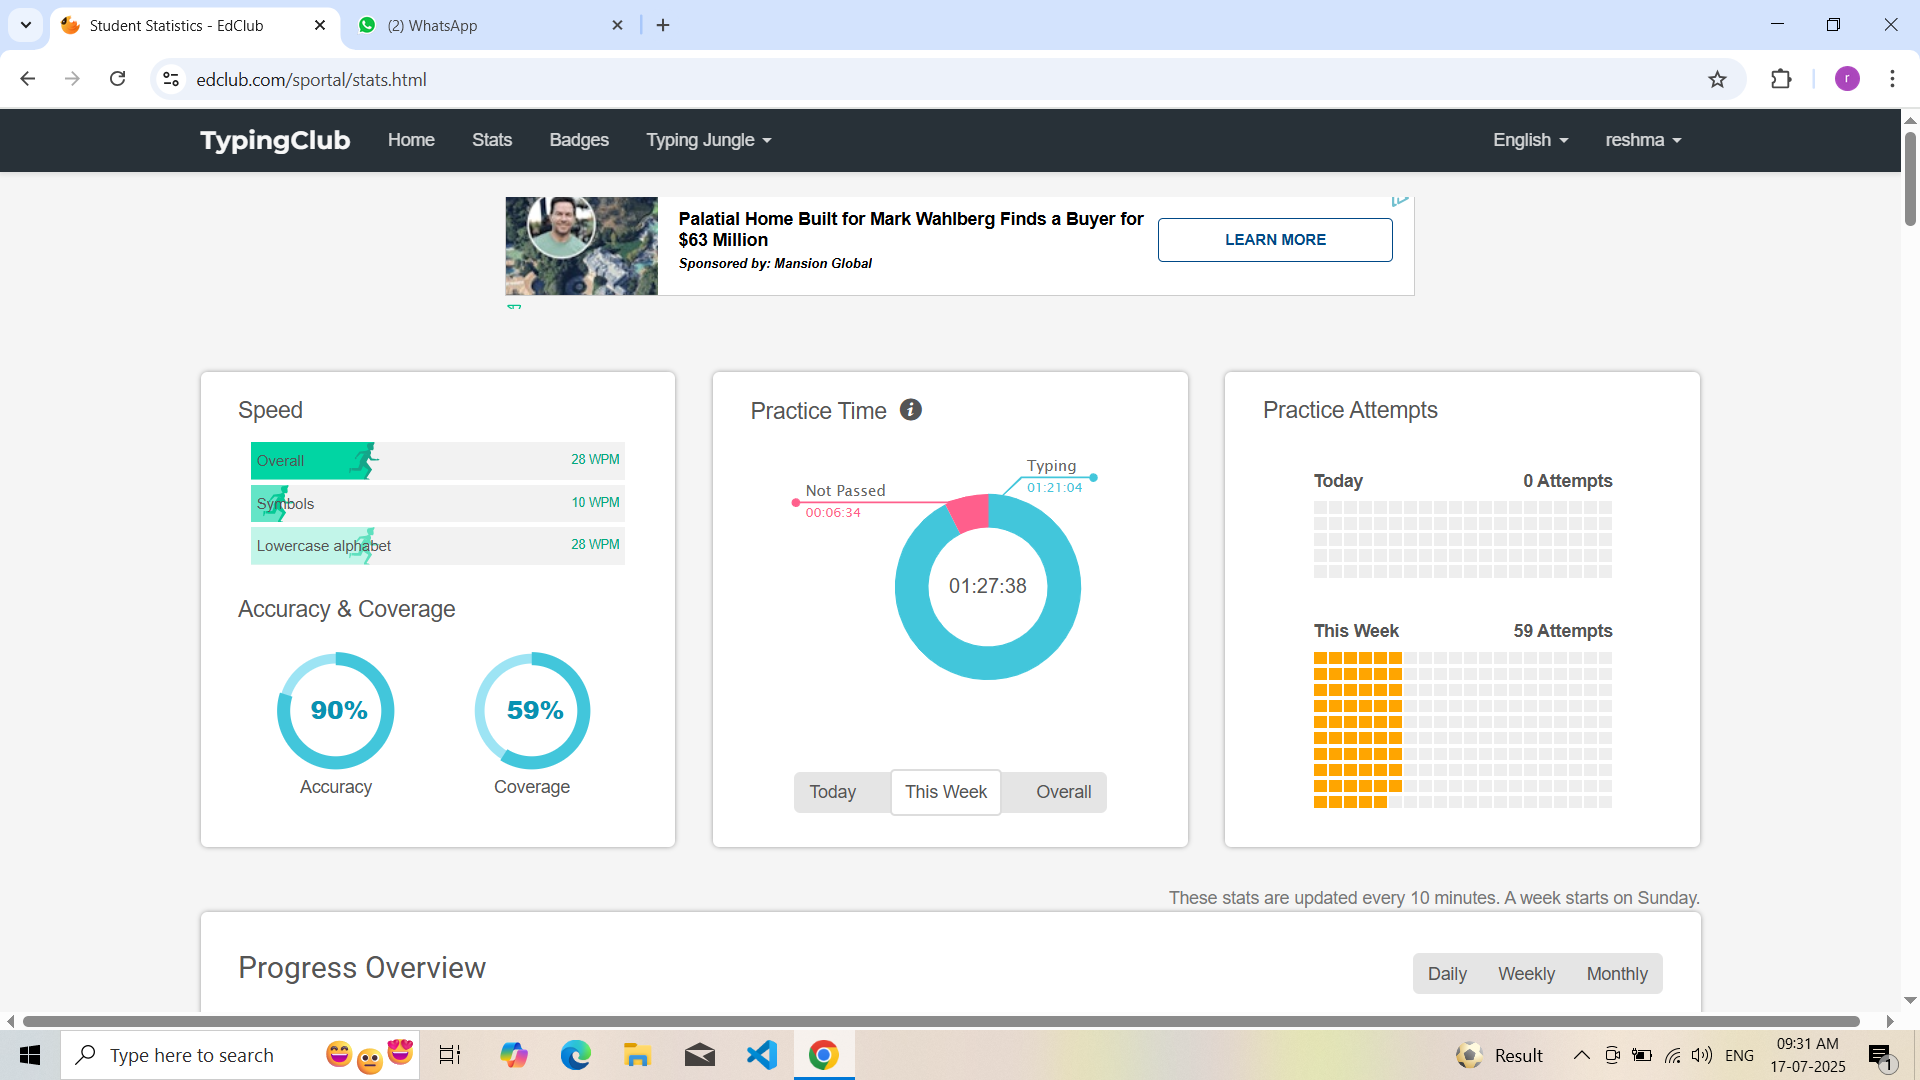 Student Statistics - EdClub
(2) WhatsApp
edclub.com/sportal/stats.html
r
TypingClub
Home
Stats
Badges
Typing Jungle
English
reshma
Palatial Home Built for Mark Wahlberg Finds a Buyer for
$63 Million
Sponsored by: Mansion Global
LEARN MORE
Speed
Overall
28 WPM
Symbols
10 WPM
Lowercase alphabet
28 WPM
Accuracy & Coverage
90%
Accuracy
59%
Coverage
Practice Time
Typing
01:21:04
Not Passed
00:06:34
01:27:38
Today
This Week
Overall
Practice Attempts
Today
0 Attempts
This Week
59 Attempts
These stats are updated every 10 minutes. A week starts on Sunday.
Progress Overview
Daily
Weekly
Monthly
Type here to search
Result
ENG
09:31 AM
17-07-2025
1